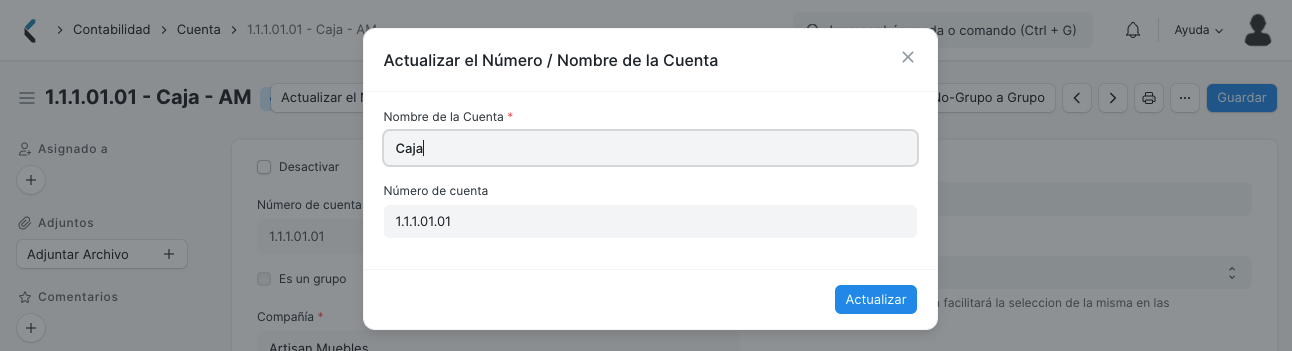 Contabilidad
Cuenta
1.1.1.01.01 - Caja - AM
o comando (Ctrl + G)
Ayuda
1.1.1.01.01 - Caja - AM
Actualizar el
No-Grupo a Grupo
Guardar
Actualizar el Número / Nombre de la Cuenta
Nombre de la Cuenta *
Caja
Número de cuenta
1.1.1.01.01
Actualizar
Asignado a
Adjuntos
Adjuntar Archivo
Comentarios
Desactivar
Número de cuenta
1.1.1.01.01
Es un grupo
Compañía *
Artisan Muebles
facilitará la seleccion de la misma en las